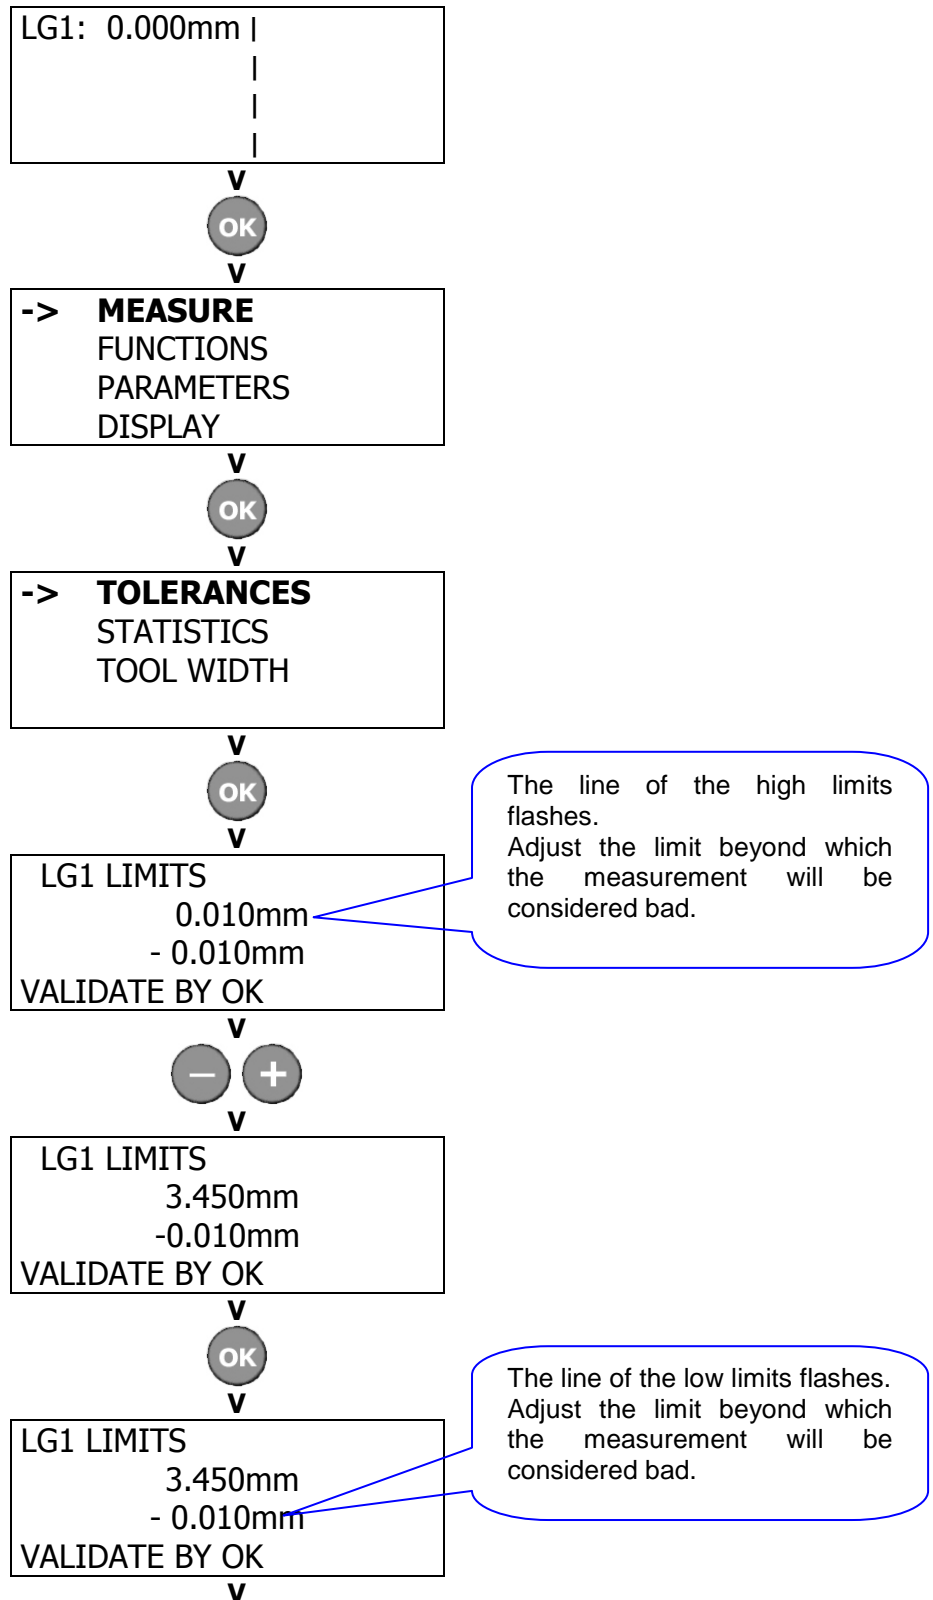 LG1: 0.000mm |
|
|
|
v
OK
v
-> MEASURE
FUNCTIONS
PARAMETERS
DISPLAY
v
OK
v
-> TOLERANCES
STATISTICS
TOOL WIDTH
v
OK
v
The line of the high limits
flashes.
Adjust the limit beyond which
the measurement will be
considered bad.
LG1 LIMITS
0.010mm
- 0.010mm
VALIDATE BY OK
v
– +
v
LG1 LIMITS
3.450mm
-0.010mm
VALIDATE BY OK
v
OK
v
The line of the low limits flashes.
Adjust the limit beyond which
the measurement will be
considered bad.
LG1 LIMITS
3.450mm
- 0.010mm
VALIDATE BY OK
v